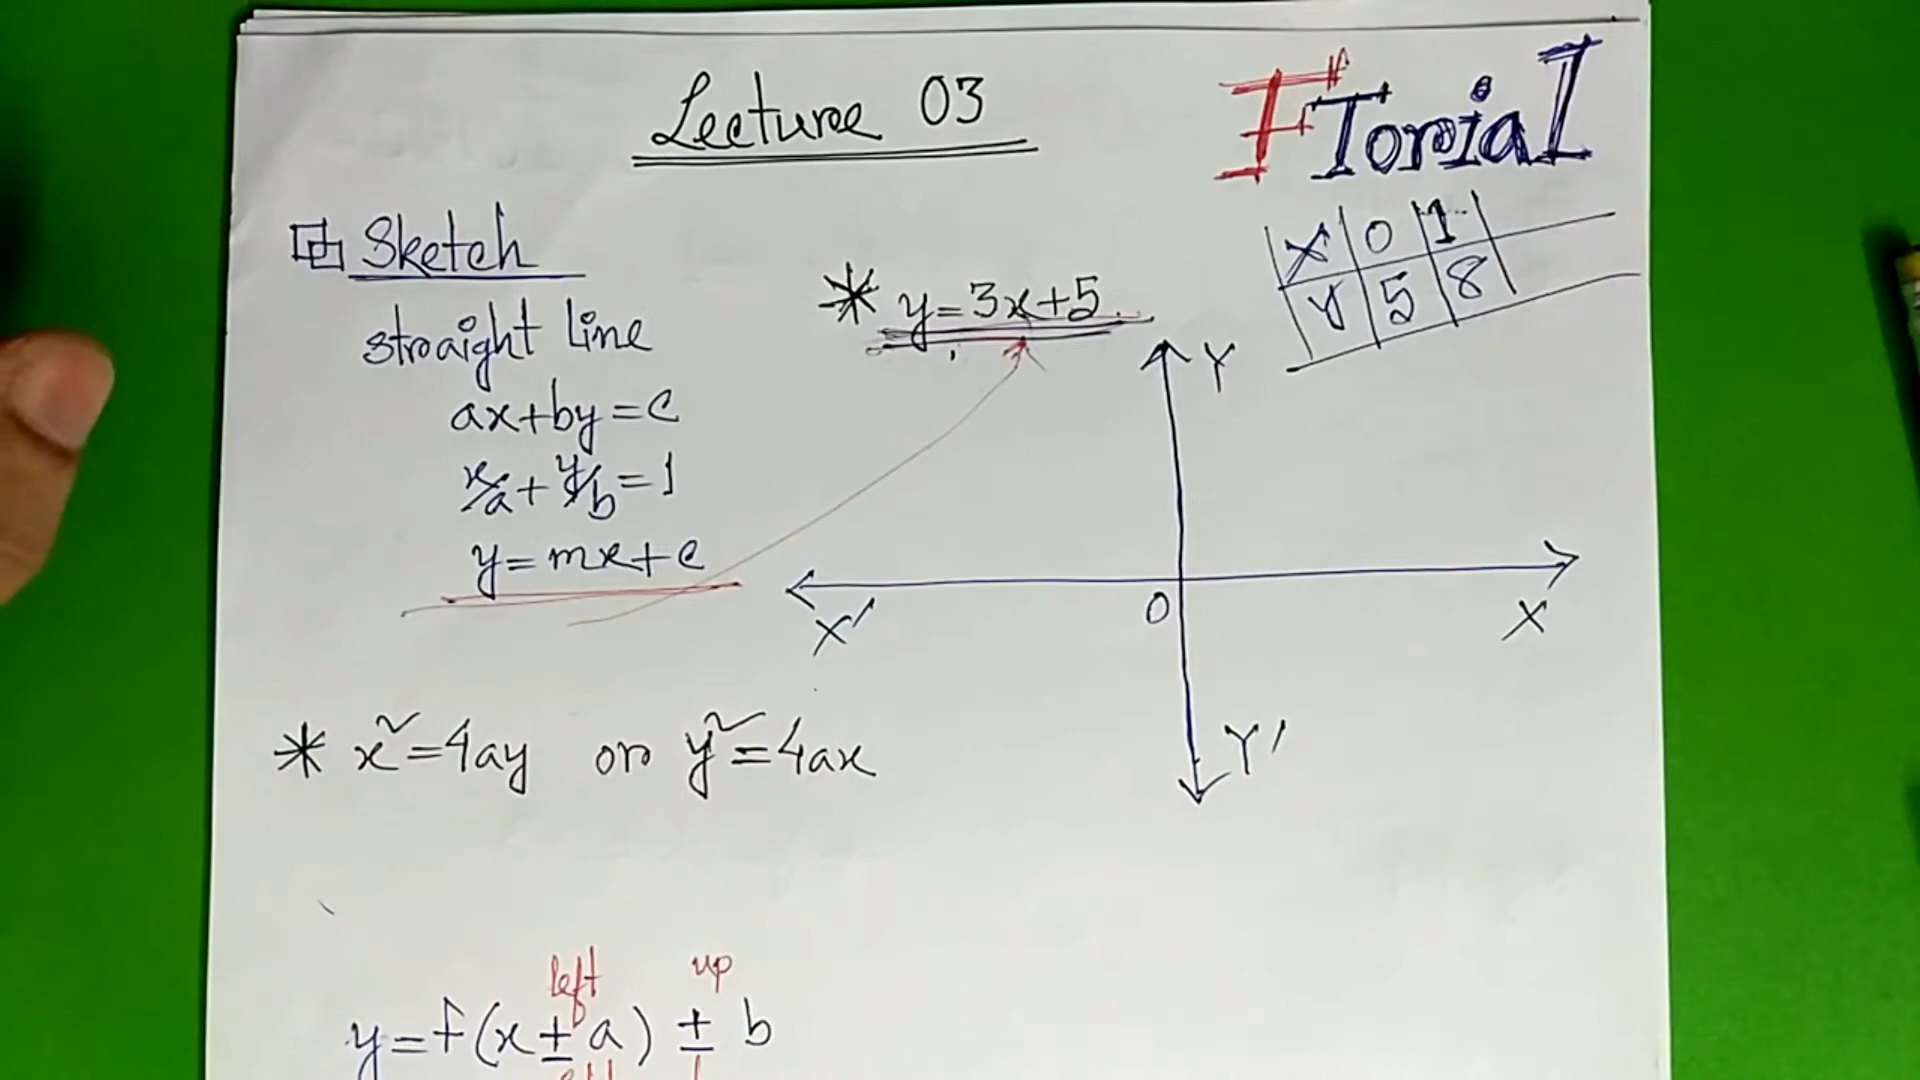 Lecture 03
FTorial
Sketch
straight line
ax+by=c
x/a + y/b = 1
y=mx+c
* y=3x+5
X 0 1
Y 5 8
Y
X'
O
X
Y'
* x²=4ay or y²=4ax
left up
y=f(x±a) ± b